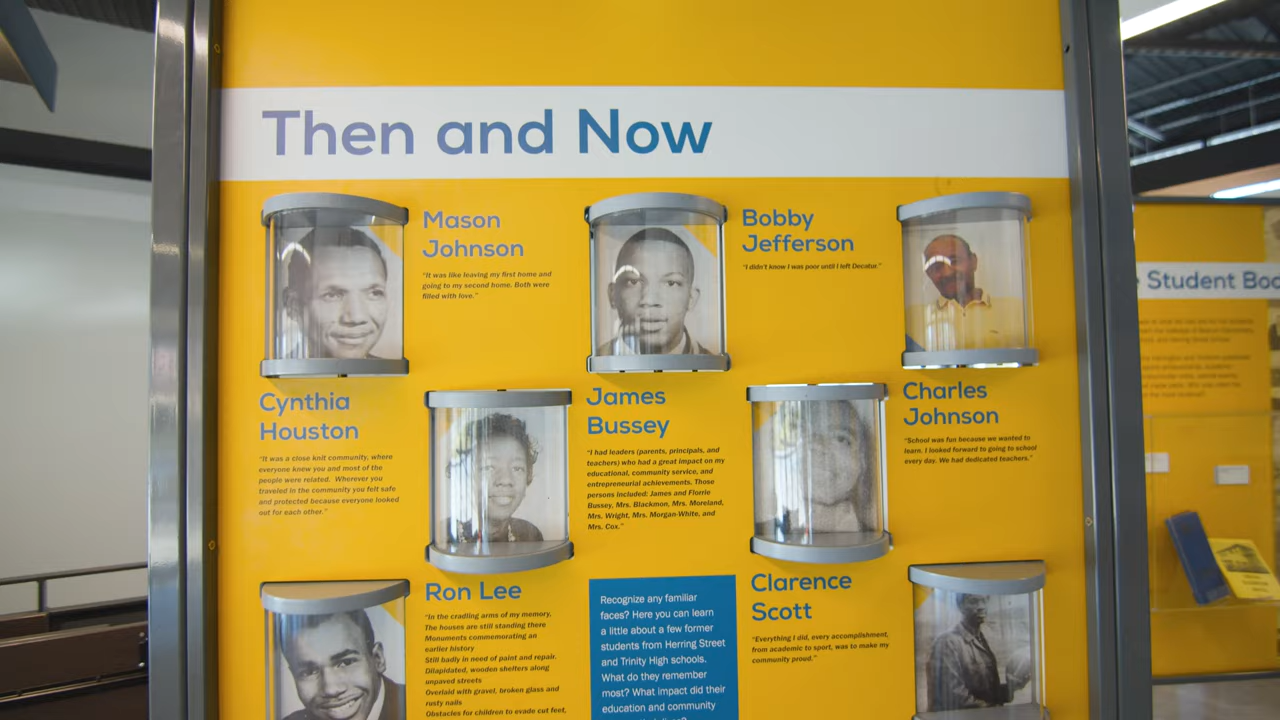 Then and Now
Mason
Johnson
"It was like leaving my first home and
going to my second home. Both were
filled with love."
Bobby
Jefferson
"I didn't know I was poor until I left Decatur."
Cynthia
Houston
"It was a close knit community, where
everyone knew you and most of the
people were related. Wherever you
traveled in the community you felt safe
and protected because everyone looked
out for each other."
James
Bussey
"I had leaders (parents, principals, and
teachers) who had a great impact on my
educational, community service, and
entrepreneurial achievements. Those
persons included: James and Florrie
Bussey, Mrs. Blackmon, Mrs. Moreland,
Mrs. Wright, Mrs. Morgan-White, and
Mrs. Cox."
Charles
Johnson
"School was fun because we wanted to
learn. I looked forward to going to school
every day. We had dedicated teachers."
Ron Lee
"In the cradling arms of my memory,
The houses are still standing there
Monuments commemorating an
earlier history
Still badly in need of paint and repair.
Dilapidated, wooden shelters along
unpaved streets
Overlaid with gravel, broken glass and
rusty nails
Obstacles for children to evade cut feet,
Recognize any familiar
faces? Here you can learn
a little about a few former
students from Herring Street
and Trinity High schools.
What do they remember
most? What impact did their
education and community
Clarence
Scott
"Everything I did, every accomplishment,
from academic to sport, was to make my
community proud."
Student Boo